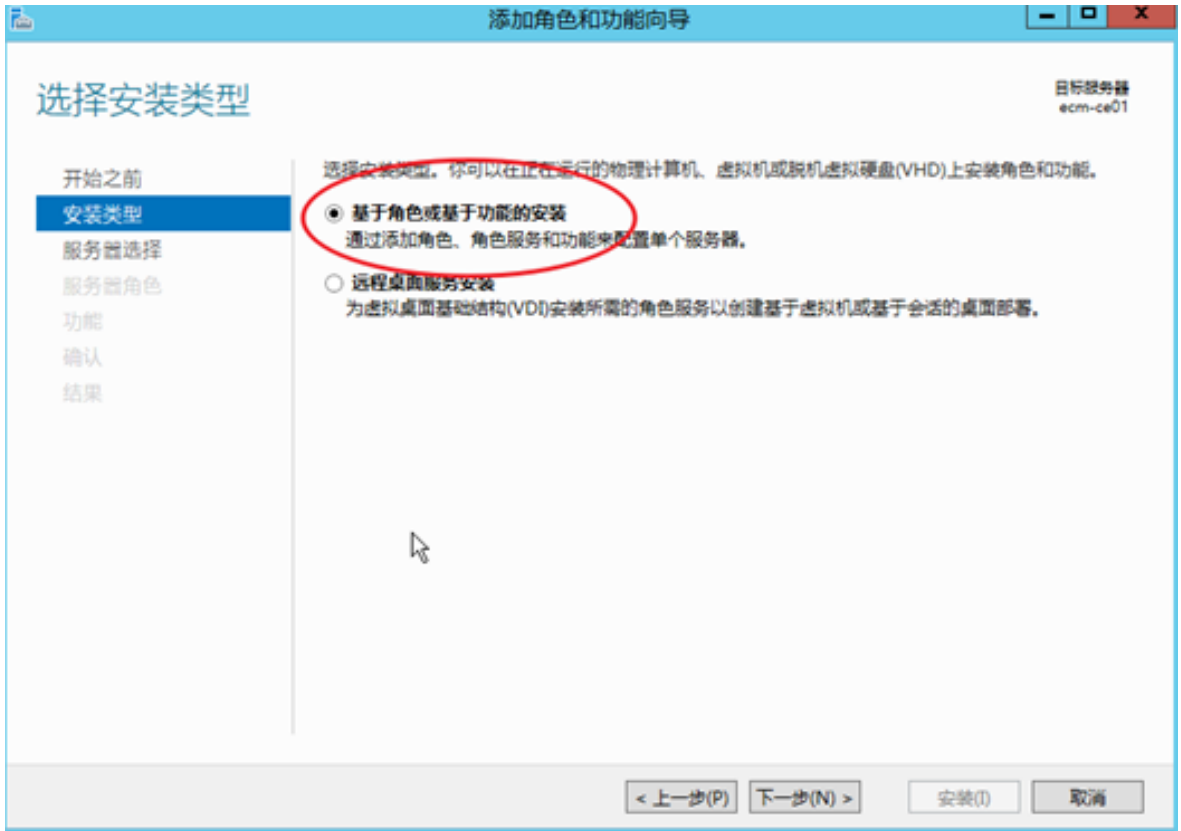 添加角色和功能向导
选择安装类型
目标服务器
ecm-ce01
开始之前
安装类型
服务器选择
服务器角色
功能
确认
结果
选择安装类型。你可以在正在运行的物理计算机、虚拟机或脱机虚拟硬盘(VHD)上安装角色和功能。
基于角色或基于功能的安装
通过添加角色、角色服务和功能来配置单个服务器。
远程桌面服务安装
为虚拟桌面基础结构(VDI)安装所需的角色服务以创建基于虚拟机或基于会话的桌面部署。
< 上一步(P)
下一步(N) >
安装(I)
取消